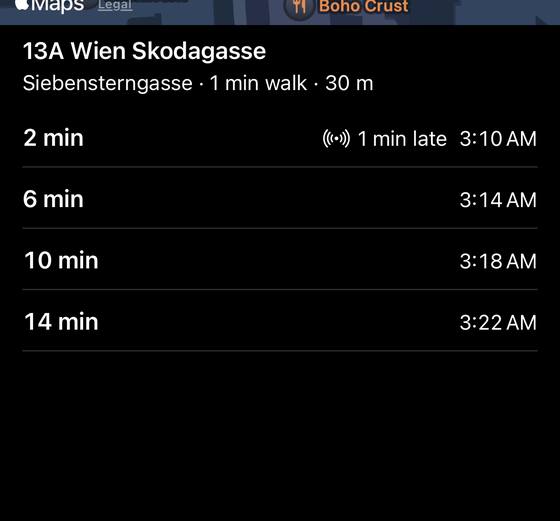 Maps Legal Boho Crust
13A Wien Skodagasse
Siebensterngasse · 1 min walk · 30 m
2 min 1 min late 3:10 AM
6 min 3:14 AM
10 min 3:18 AM
14 min 3:22 AM